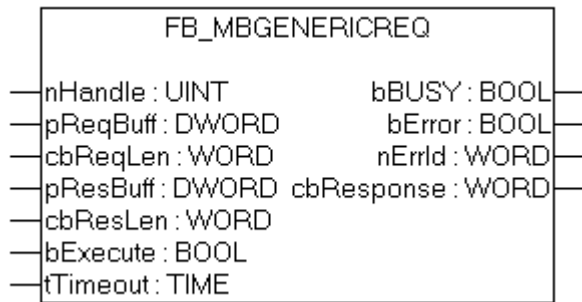 FB_MBGENERICREQ
nHandle : UINT bBUSY : BOOL
pReqBuff : DWORD bError : BOOL
cbReqLen : WORD nErrId : WORD
pResBuff : DWORD cbResponse : WORD
cbResLen : WORD
bExecute : BOOL
tTimeout : TIME